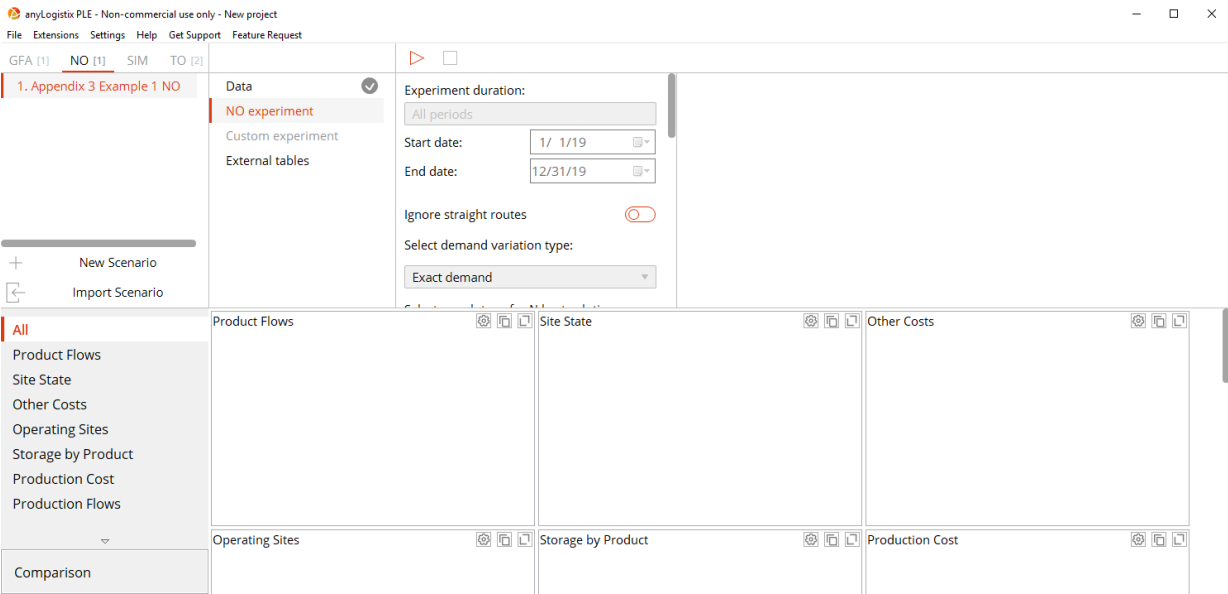 anyLogistix PLE - Non-commercial use only - New project
File Extensions Settings Help Get Support Feature Request
GFA [1] NO [1] SIM TO [2]
1. Appendix 3 Example 1 NO
New Scenario
Import Scenario
Data
NO experiment
Custom experiment
External tables
Experiment duration:
All periods
Start date: 1/ 1/19
End date: 12/31/19
Ignore straight routes
Select demand variation type:
Exact demand
All
Product Flows
Site State
Other Costs
Operating Sites
Storage by Product
Production Cost
Production Flows
Comparison
Product Flows Site State Other Costs
Operating Sites Storage by Product Production Cost